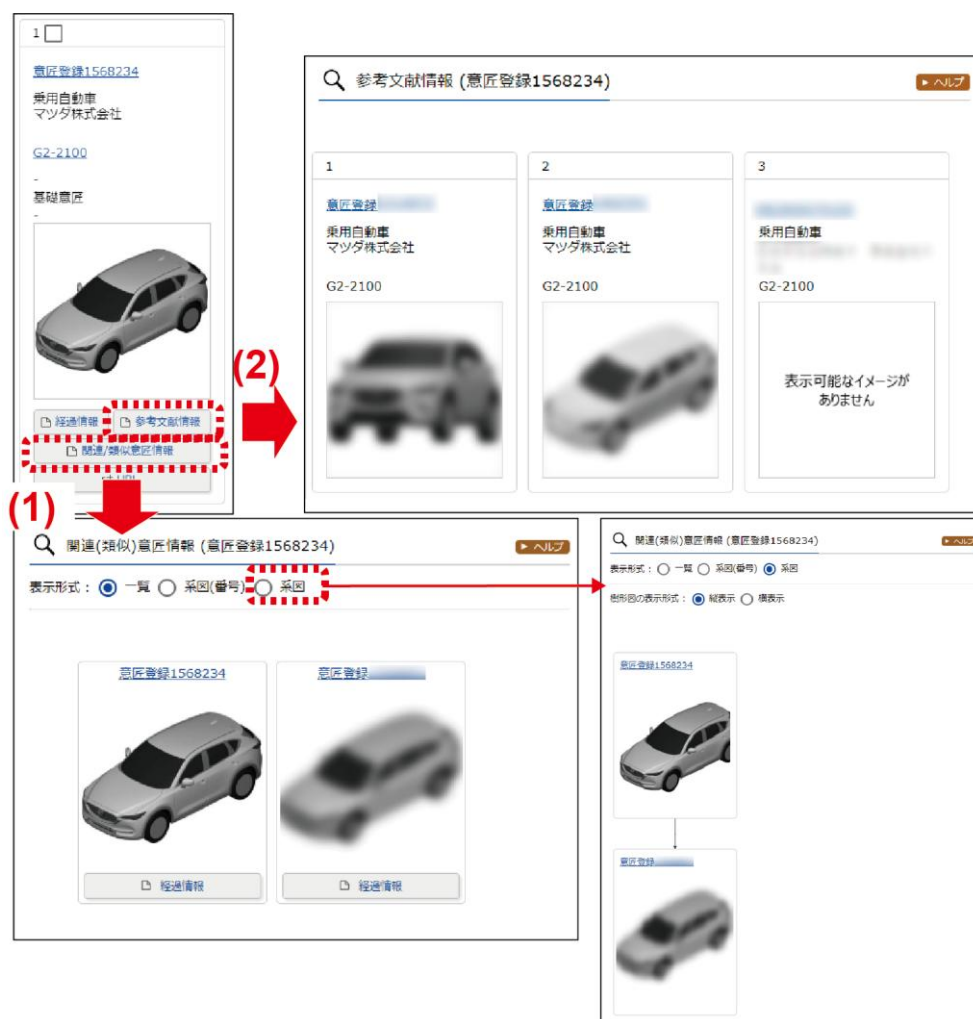 1
意匠登録1568234
乗用自動車
マツダ株式会社
G2-2100
-
基礎意匠
-
経過情報
参考文献情報
関連/類似意匠情報
(2)
参考文献情報 (意匠登録1568234)
ヘルプ
1
意匠登録
乗用自動車
マツダ株式会社
G2-2100
2
意匠登録
乗用自動車
マツダ株式会社
G2-2100
3
乗用自動車
G2-2100
表示可能なイメージが
ありません
(1)
関連(類似)意匠情報 (意匠登録1568234)
ヘルプ
表示形式： 一覧 系図(番号) 系図
意匠登録1568234
経過情報
意匠登録
経過情報
関連(類似)意匠情報 (意匠登録1568234)
ヘルプ
表示形式： 一覧 系図(番号) 系図
樹形図の表示形式： 縦表示 横表示
意匠登録1568234
意匠登録